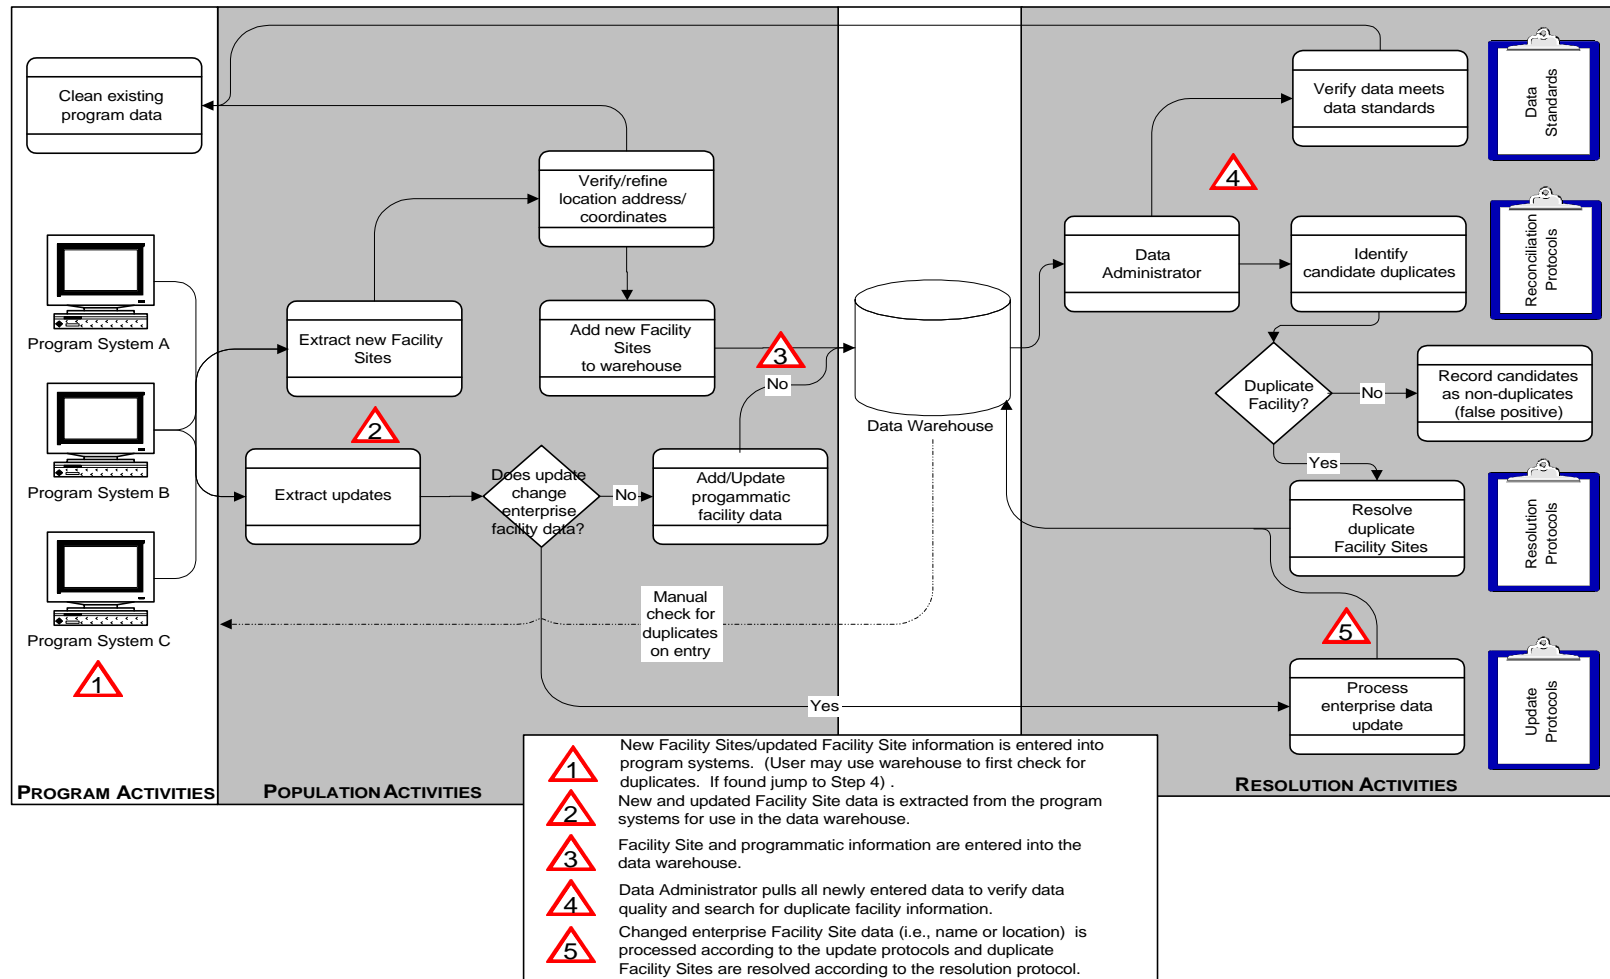 Clean existing
program data
Program System A
Program System B
Program System C
1
PROGRAM ACTIVITIES
Verify/refine
location address/
coordinates
Extract new Facility
Sites
Add new Facility
Sites
to warehouse
3
No
2
Extract updates
Does update
change
enterprise
facility data?
No
Add/Update
progammatic
facility data
Manual
check for
duplicates
on entry
Yes
POPULATION ACTIVITIES
Data Warehouse
Verify data meets
data standards
4
Data
Administrator
Identify
candidate duplicates
Duplicate
Facility?
No
Record candidates
as non-duplicates
(false positive)
Yes
Resolve
duplicate
Facility Sites
5
Process
enterprise data
update
Data
Standards
Reconciliation
Protocols
Resolution
Protocols
Update
Protocols
RESOLUTION ACTIVITIES
1
New Facility Sites/updated Facility Site information is entered into
program systems.  (User may use warehouse to first check for
duplicates.  If found jump to Step 4) .
2
New and updated Facility Site data is extracted from the program
systems for use in the data warehouse.
3
Facility Site and programmatic information are entered into the
data warehouse.
4
Data Administrator pulls all newly entered data to verify data
quality and search for duplicate facility information.
5
Changed enterprise Facility Site data (i.e., name or location)  is
processed according to the update protocols and duplicate
Facility Sites are resolved according to the resolution protocol.